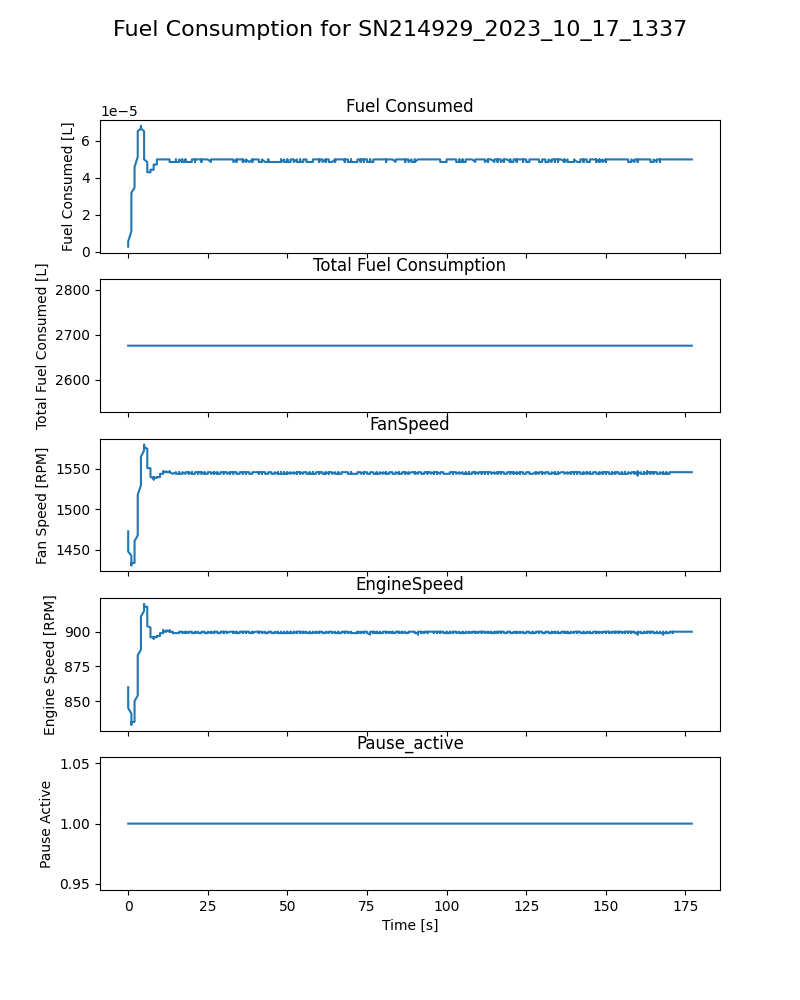 Fuel Consumption for SN214929_2023_10_17_1337
Fuel Consumed
1e−5
Fuel Consumed [L]
6
4
2
0
Total Fuel Consumption
Total Fuel Consumed [L]
2800
2700
2600
FanSpeed
Fan Speed [RPM]
1550
1500
1450
EngineSpeed
Engine Speed [RPM]
900
875
850
Pause_active
Pause Active
1.05
1.00
0.95
0 25 50 75 100 125 150 175
Time [s]